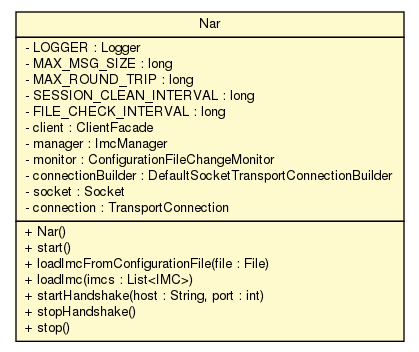 Nar
- LOGGER : Logger
- MAX_MSG_SIZE : long
- MAX_ROUND_TRIP : long
- SESSION_CLEAN_INTERVAL : long
- FILE_CHECK_INTERVAL : long
- client : ClientFacade
- manager : ImcManager
- monitor : ConfigurationFileChangeMonitor
- connectionBuilder : DefaultSocketTransportConnectionBuilder
- socket : Socket
- connection : TransportConnection
+ Nar()
+ start()
+ loadImcFromConfigurationFile(file : File)
+ loadImc(imcs : List<IMC>)
+ startHandshake(host : String, port : int)
+ stopHandshake()
+ stop()